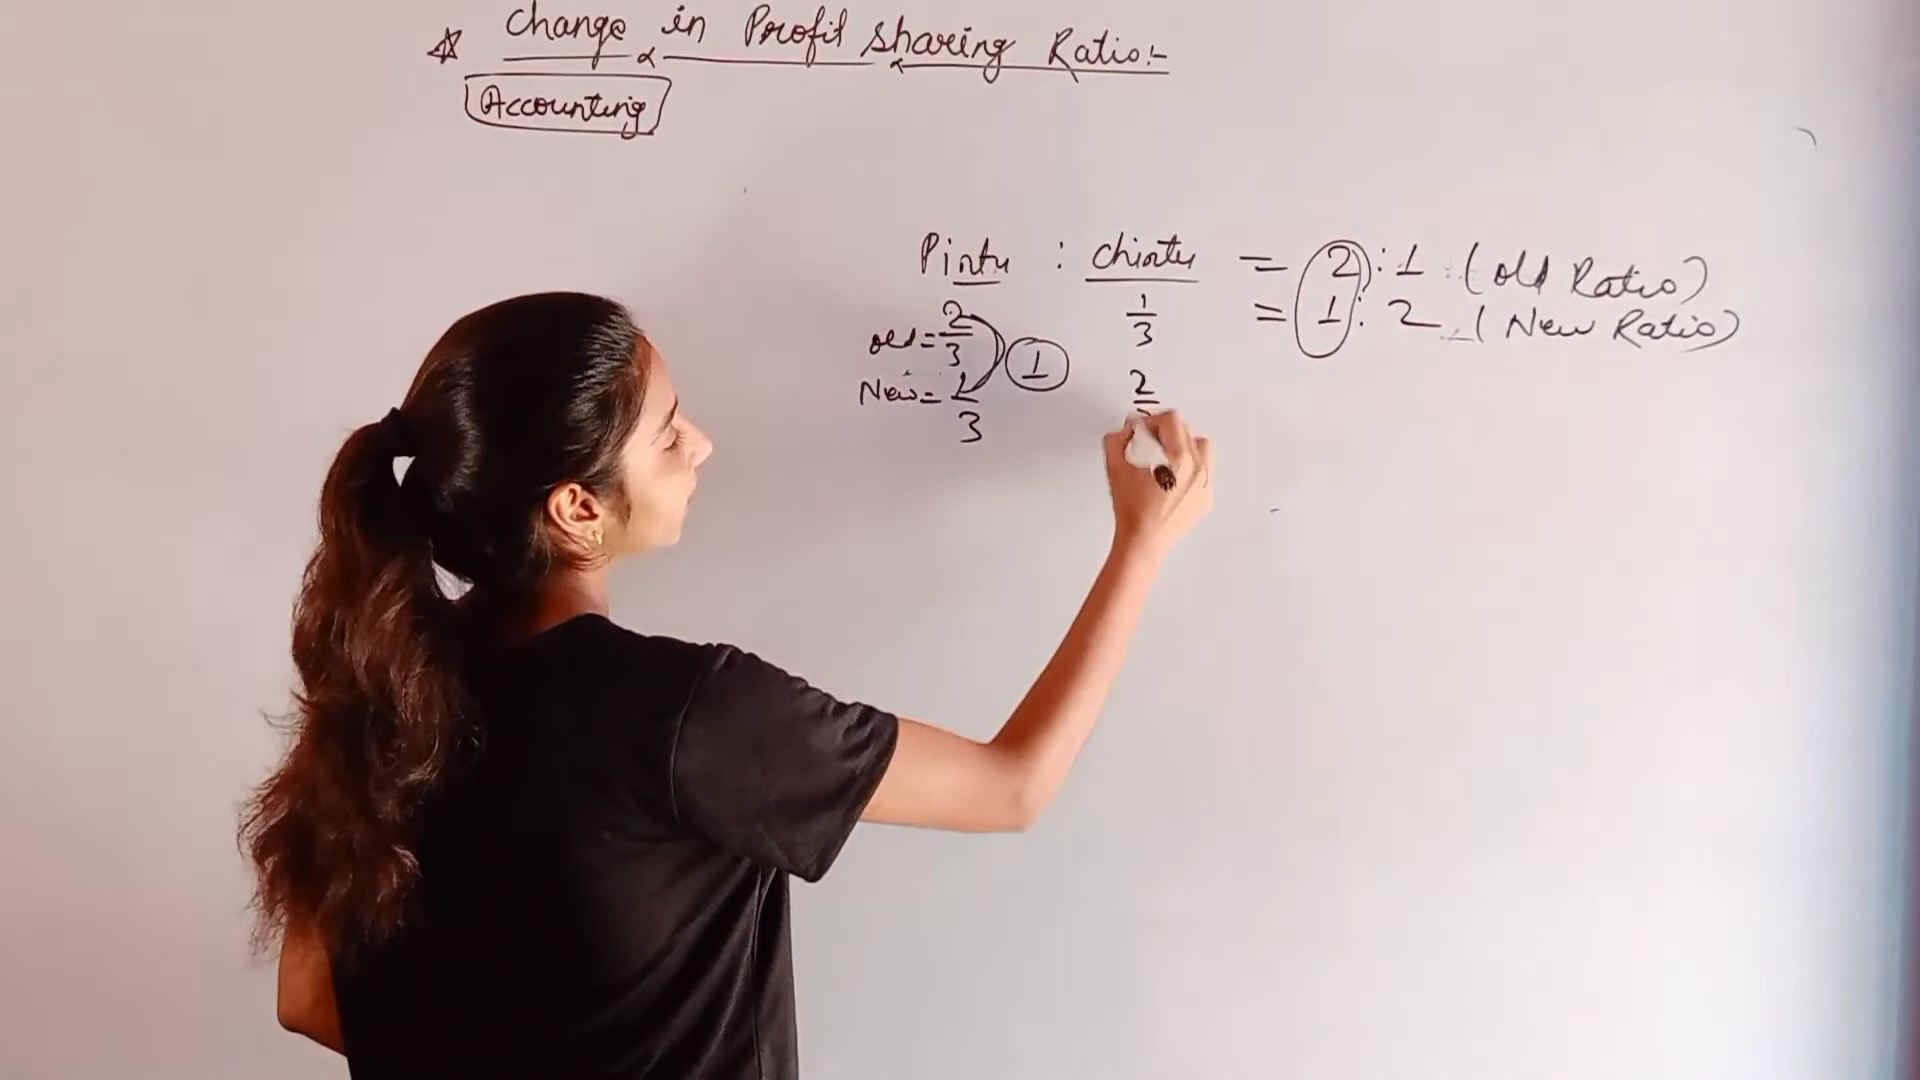 ☆ Change in Profit Sharing Ratio:-
Accounting
Pintu : Chintu = 2:1 (old Ratio)
= 1:2 (New Ratio)
old = 2/3 1/3
1
New = 1/3 2/